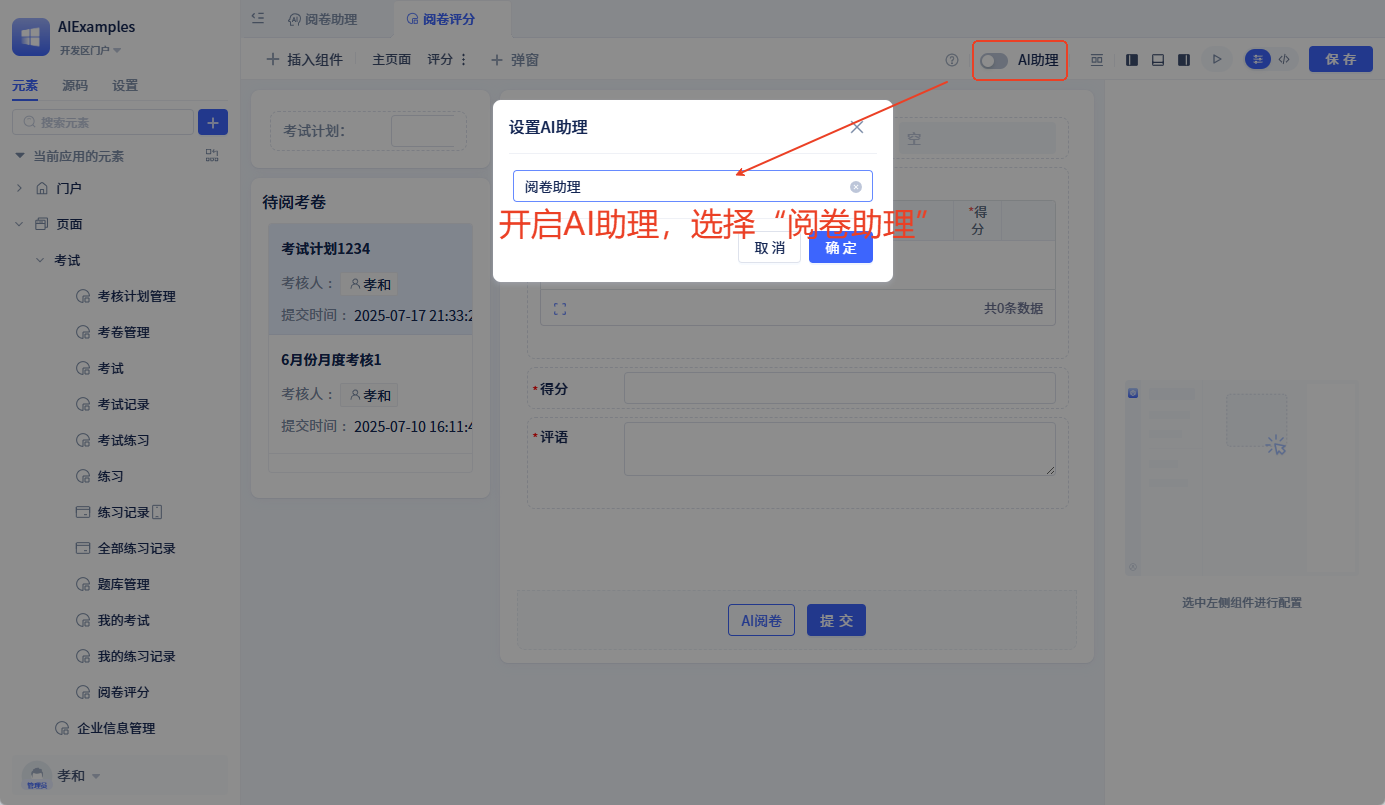 AIExamples
开发区门户
元素 源码 设置
搜索元素
当前应用的元素
门户
页面
考试
考核计划管理
考卷管理
考试
考试记录
考试练习
练习
练习记录
全部练习记录
题库管理
我的考试
我的练习记录
阅卷评分
企业信息管理
管理员
孝和
阅卷助理 阅卷评分
插入组件 主页面 评分 弹窗
AI助理
保存
考试计划：
待阅考卷
考试计划1234
考核人： 孝和
提交时间： 2025-07-17 21:33:2
6月份月度考核1
考核人： 孝和
提交时间： 2025-07-10 16:11:4
设置AI助理
阅卷助理
开启AI助理，选择“阅卷助理”
取消 确定
空
*得分
共0条数据
*得分
*评语
AI阅卷 提交
选中左侧组件进行配置